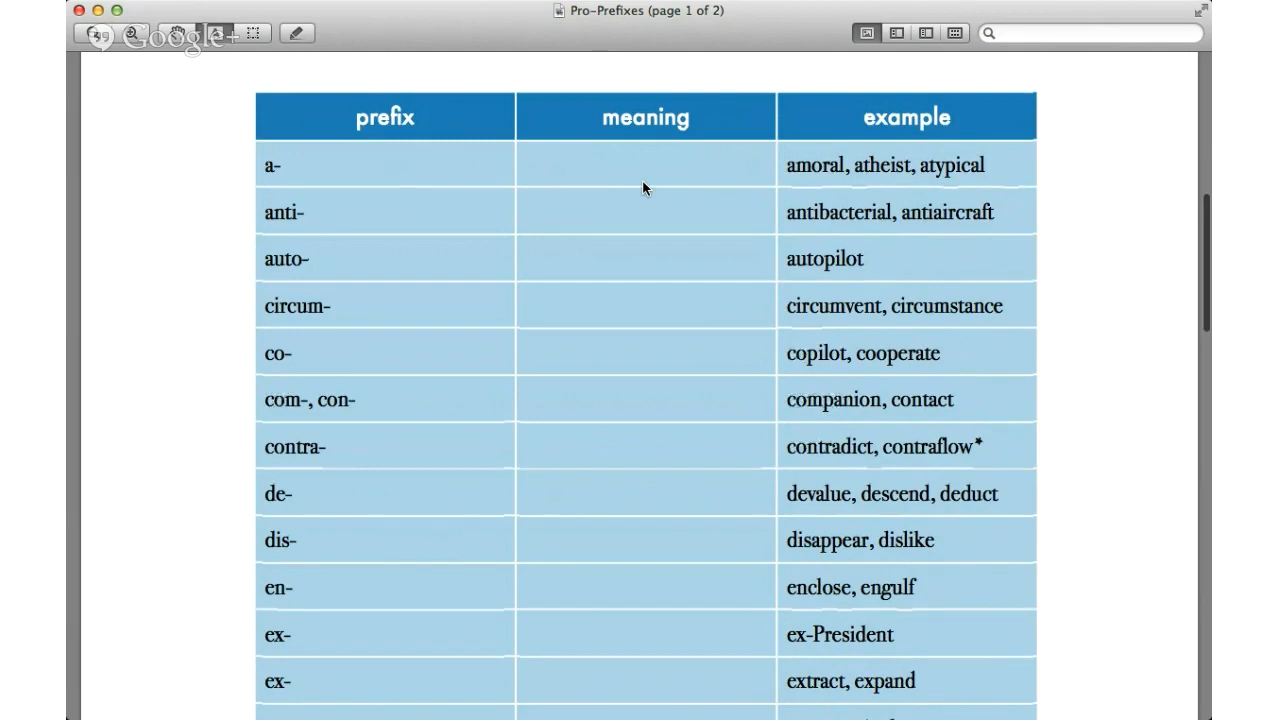 Pro-Prefixes (page 1 of 2)
Google+
prefix meaning example
a- amoral, atheist, atypical
anti- antibacterial, antiaircraft
auto- autopilot
circum- circumvent, circumstance
co- copilot, cooperate
com-, con- companion, contact
contra- contradict, contraflow*
de- devalue, descend, deduct
dis- disappear, dislike
en- enclose, engulf
ex- ex-President
ex- extract, expand